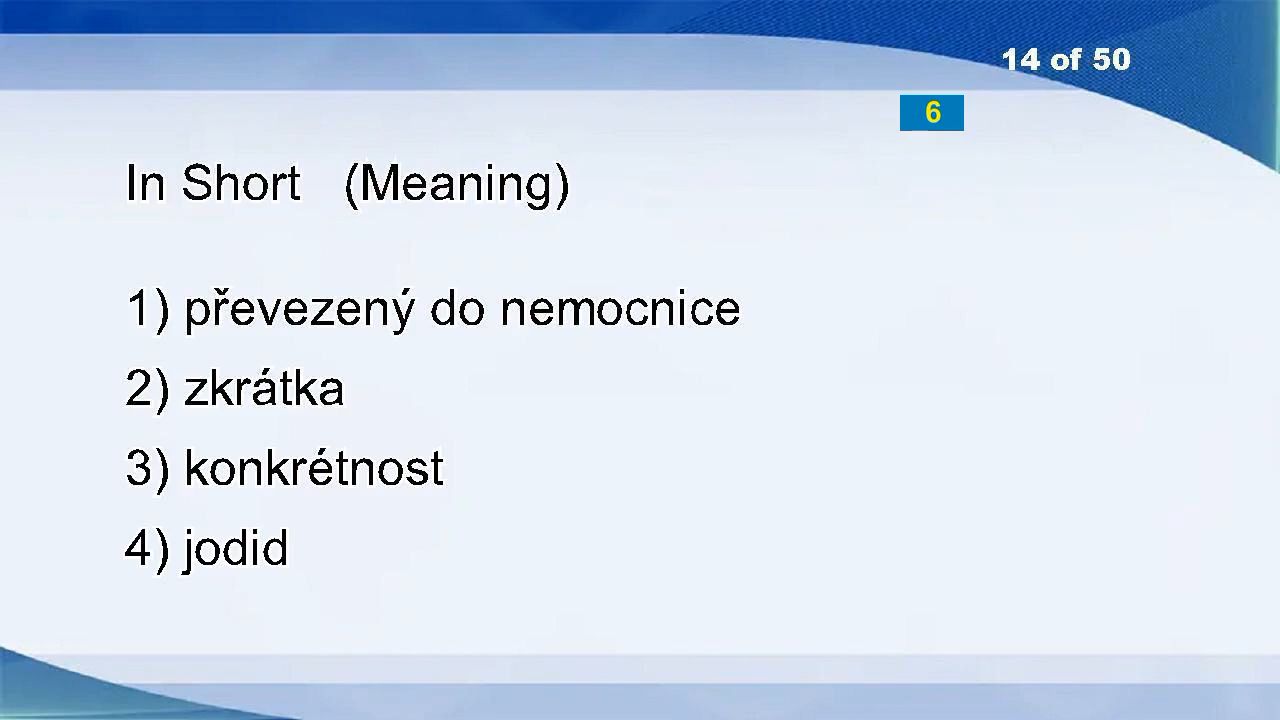 14 of 50
6
In Short (Meaning)
1) převezený do nemocnice
2) zkrátka
3) konkrétnost
4) jodid